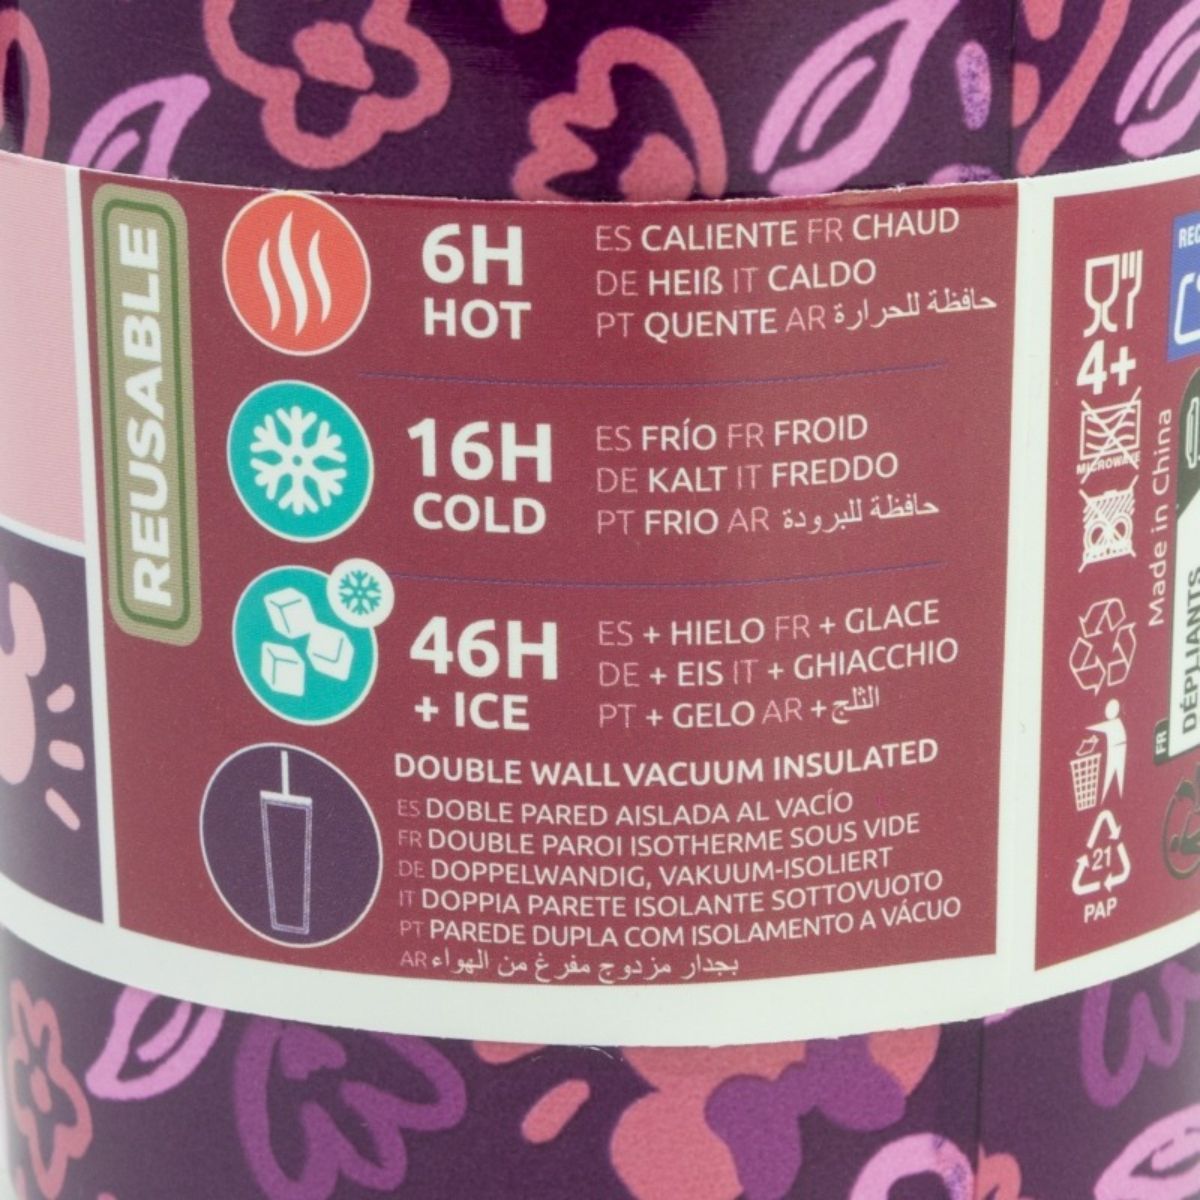 REUSABLE
6H
HOT
ES CALIENTE FR CHAUD
DE HEIß IT CALDO
PT QUENTE AR حافظة للحرارة
16H
COLD
ES FRÍO FR FROID
DE KALT IT FREDDO
PT FRIO AR حافظة للبرودة
46H
+ ICE
ES + HIELO FR + GLACE
DE + EIS IT + GHIACCHIO
PT + GELO AR + الثلج
DOUBLE WALL VACUUM INSULATED
ES DOBLE PARED AISLADA AL VACÍO
FR DOUBLE PAROI ISOTHERME SOUS VIDE
DE DOPPELWANDIG, VAKUUM-ISOLIERT
IT DOPPIA PARETE ISOLANTE SOTTOVUOTO
PT PAREDE DUPLA COM ISOLAMENTO A VÁCUO
AR بجدار مزدوج مفرغ من الهواء
4+
MICROWAVE
21
PAP
Made in China
FR
DÉPLIANTS